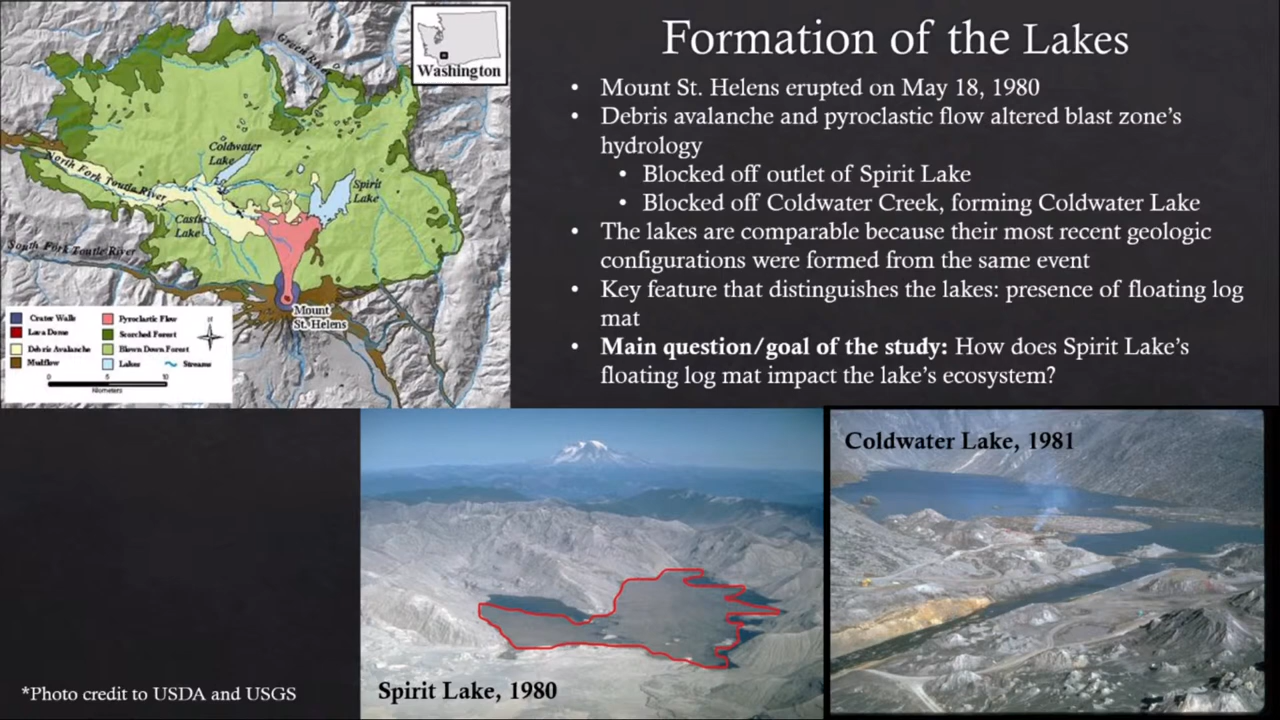 Formation of the Lakes
• Mount St. Helens erupted on May 18, 1980
• Debris avalanche and pyroclastic flow altered blast zone's
hydrology
• Blocked off outlet of Spirit Lake
• Blocked off Coldwater Creek, forming Coldwater Lake
• The lakes are comparable because their most recent geologic
configurations were formed from the same event
• Key feature that distinguishes the lakes: presence of floating log
mat
• Main question/goal of the study: How does Spirit Lake's
floating log mat impact the lake's ecosystem?
Washington
Green River
Coldwater
Lake
Spirit
Lake
North Fork Toutle River
Castle
Lake
South Fork Toutle River
Mount
St. Helens
Crater Walls
Pyroclastic Flow
Lava Dome
Scorched Forest
Debris Avalanche
Blown Down Forest
Mudflow
Lakes
Streams
0 5 10
Kilometers
Spirit Lake, 1980
Coldwater Lake, 1981
*Photo credit to USDA and USGS